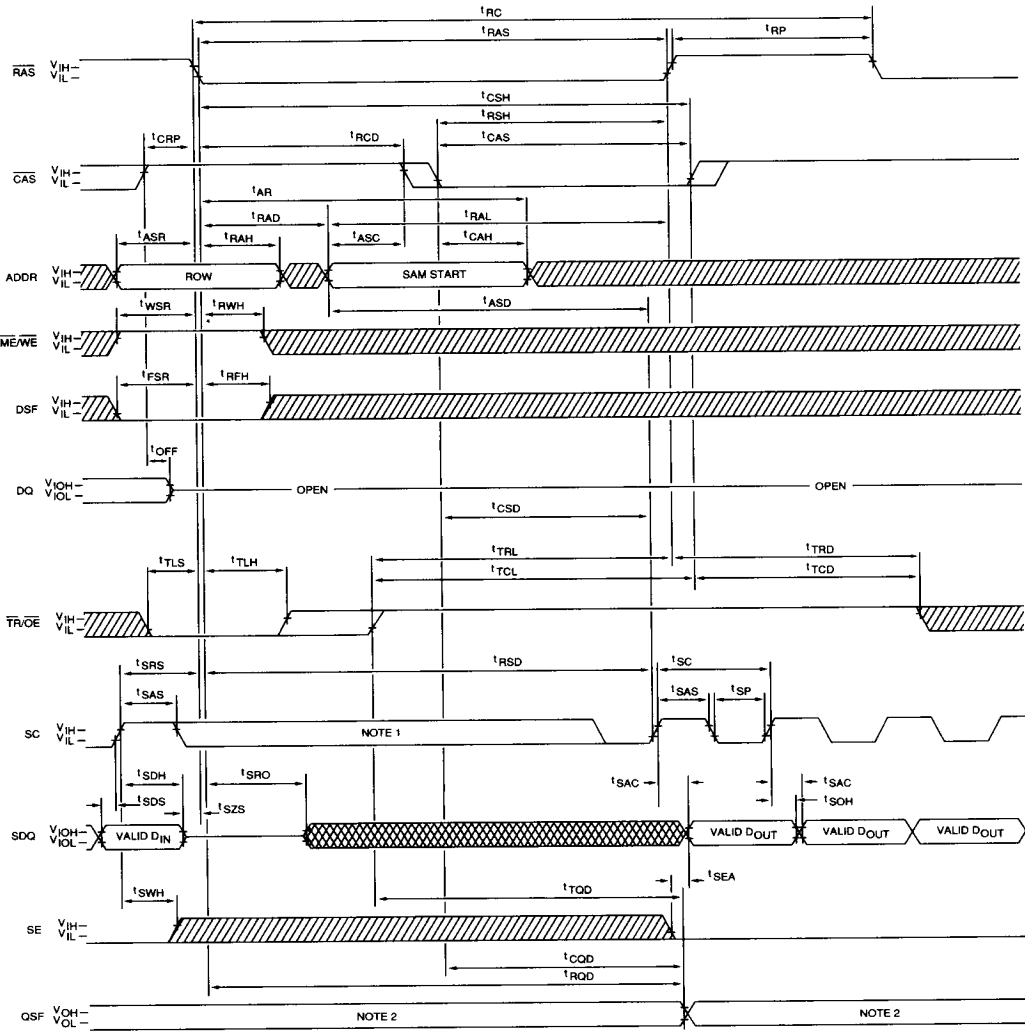 tRC
tRAS
tRP
RAS VIH VIL
tCSH
tRSH
tCRP tRCD tCAS
CAS VIH VIL
tAR
tRAD tRAL
tASR tRAH tASC tCAH
ADDR VIH VIL ROW SAM START
tWSR tRWH tASD
ME/WE VIH VIL
tFSR tRFH
DSF VIH VIL
tOFF
DQ VIOH VIOL OPEN OPEN
tCSD
tTRL tTRD
tTLS tTLH tTCL tTCD
TR/OE VIH VIL
tSRS tRSD tSC
tSAS tSAS tSP
SC VIH VIL NOTE 1
tSDH tSRO tSAC tSAC
tSDS tSZS tSOH
SDQ VIOH VIOL VALID DIN VALID DOUT VALID DOUT VALID DOUT
tSEA
tSWH tTQD
SE VIH VIL
tCQD
tRQD
QSF VOH VOL NOTE 2 NOTE 2